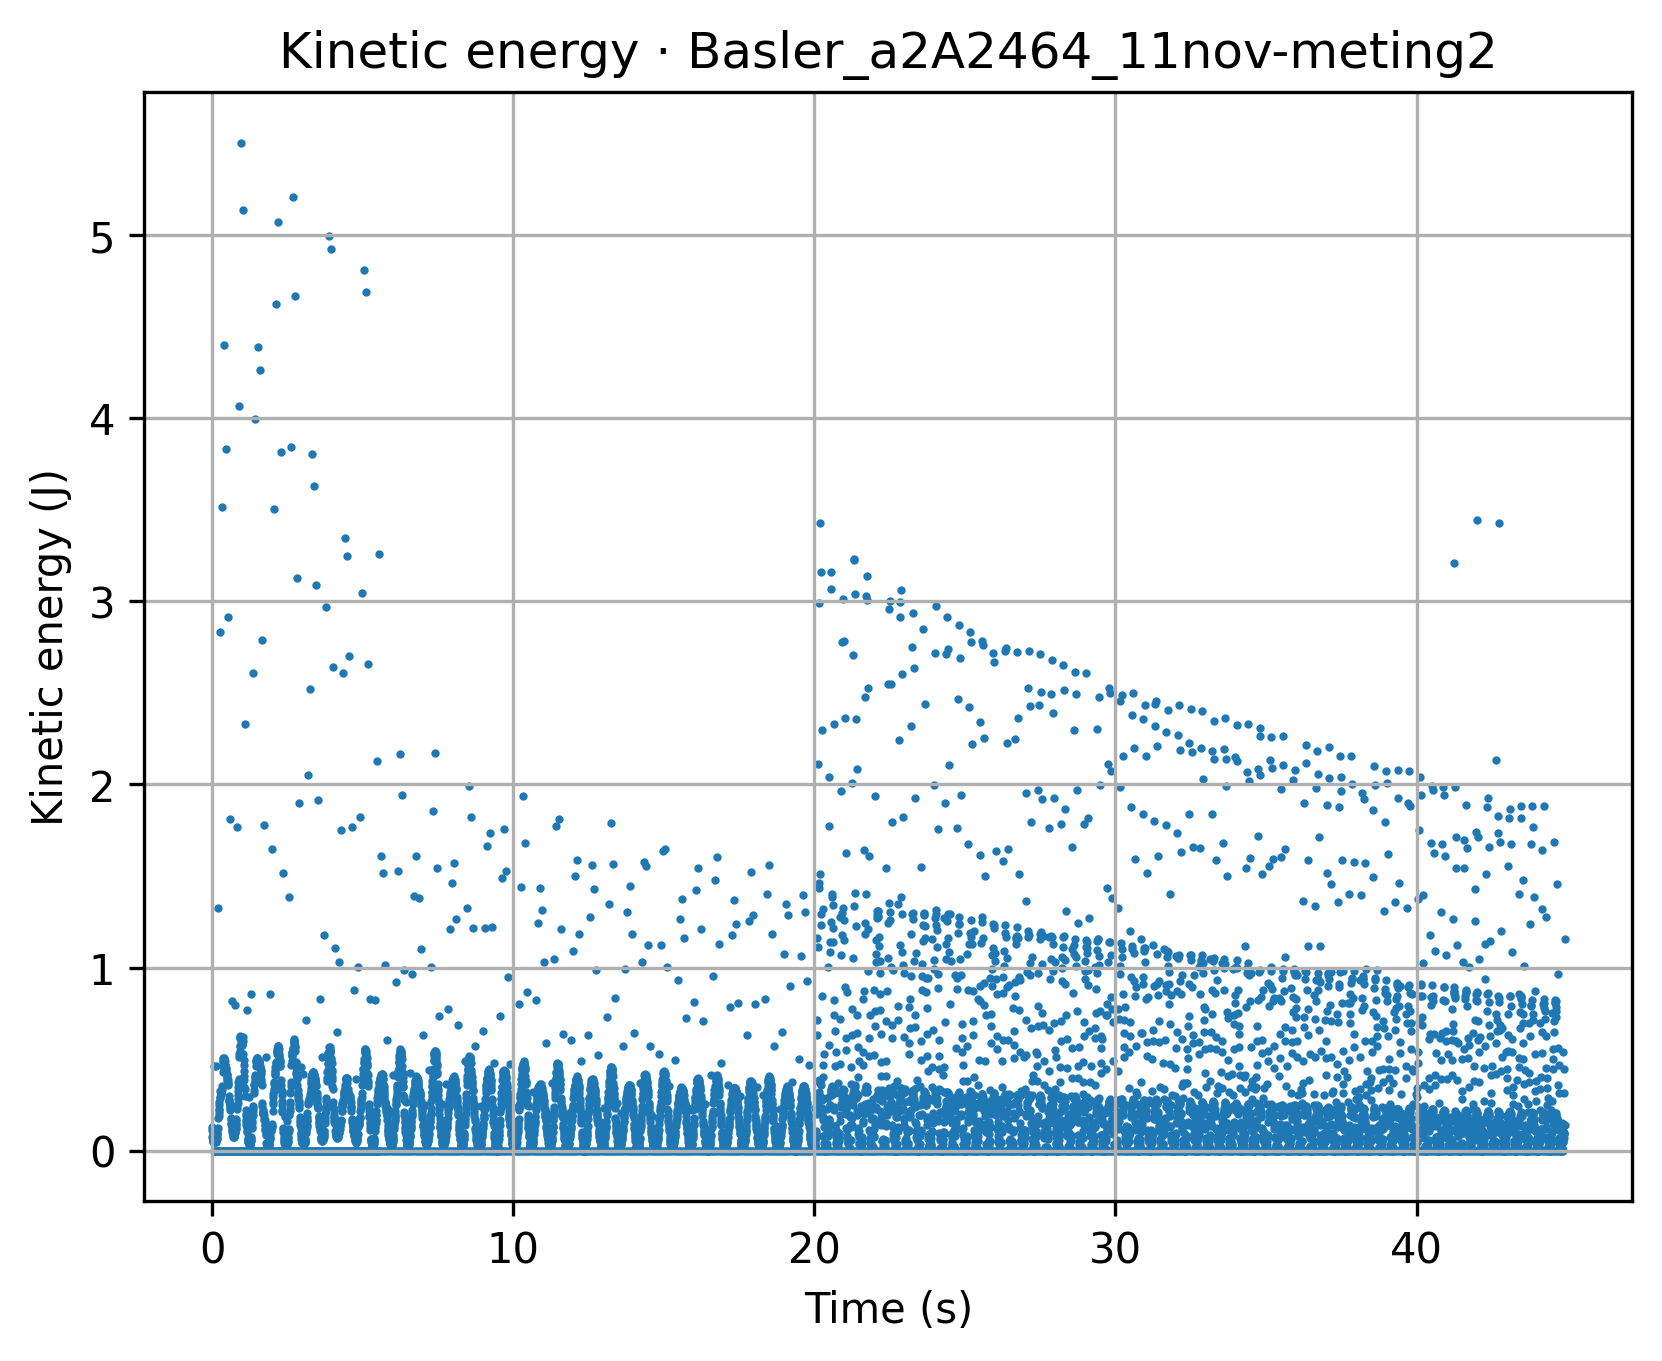 Kinetic energy · Basler_a2A2464_11nov-meting2
Kinetic energy (J)
5
4
3
2
1
0
0 10 20 30 40
Time (s)